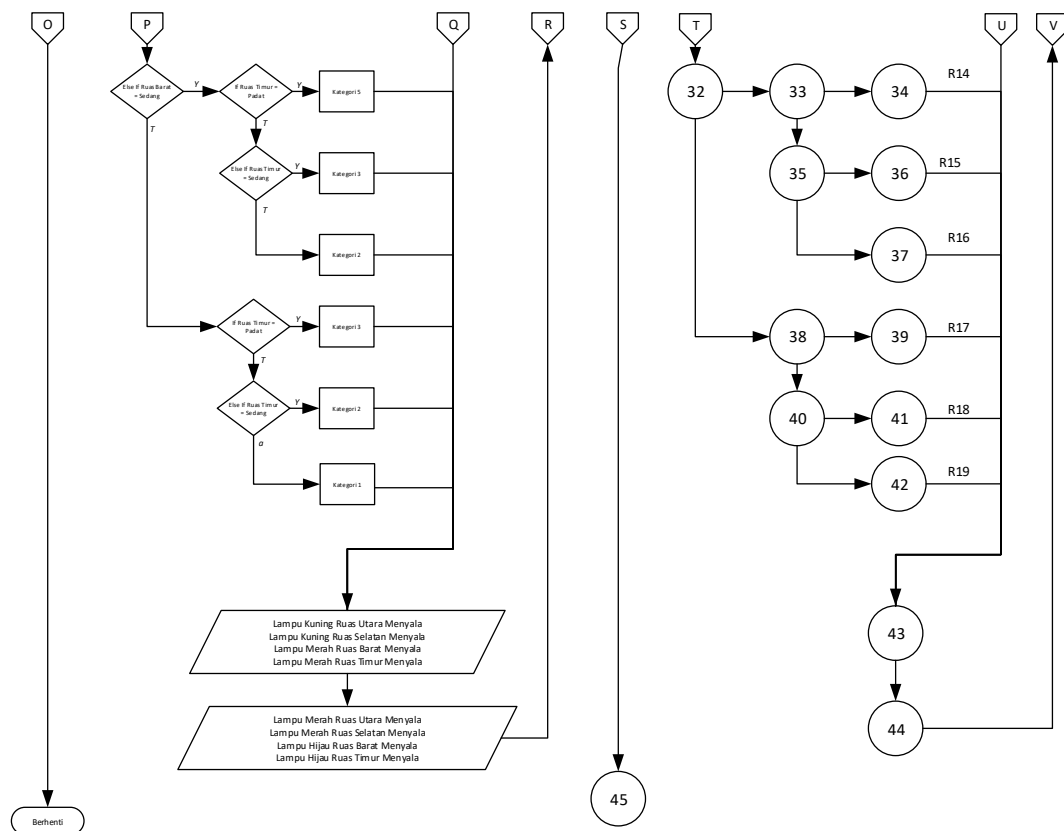 O
P
Q
R
S
T
U
V
Else If Ruas Barat
= Sedang
Y
If Ruas Timur =
Padat
Y
Kategori 5
T
T
Else If Ruas Timur
= Sedang
Y
Kategori 3
T
Kategori 2
If Ruas Timur =
Padat
Y
Kategori 3
T
Else If Ruas Timur
= Sedang
Y
Kategori 2
a
Kategori 1
Lampu Kuning Ruas Utara Menyala
Lampu Kuning Ruas Selatan Menyala
Lampu Merah Ruas Barat Menyala
Lampu Merah Ruas Timur Menyala
Lampu Merah Ruas Utara Menyala
Lampu Merah Ruas Selatan Menyala
Lampu Hijau Ruas Barat Menyala
Lampu Hijau Ruas Timur Menyala
Berhenti
45
32
33
34
R14
35
36
R15
37
R16
38
39
R17
40
41
R18
42
R19
43
44